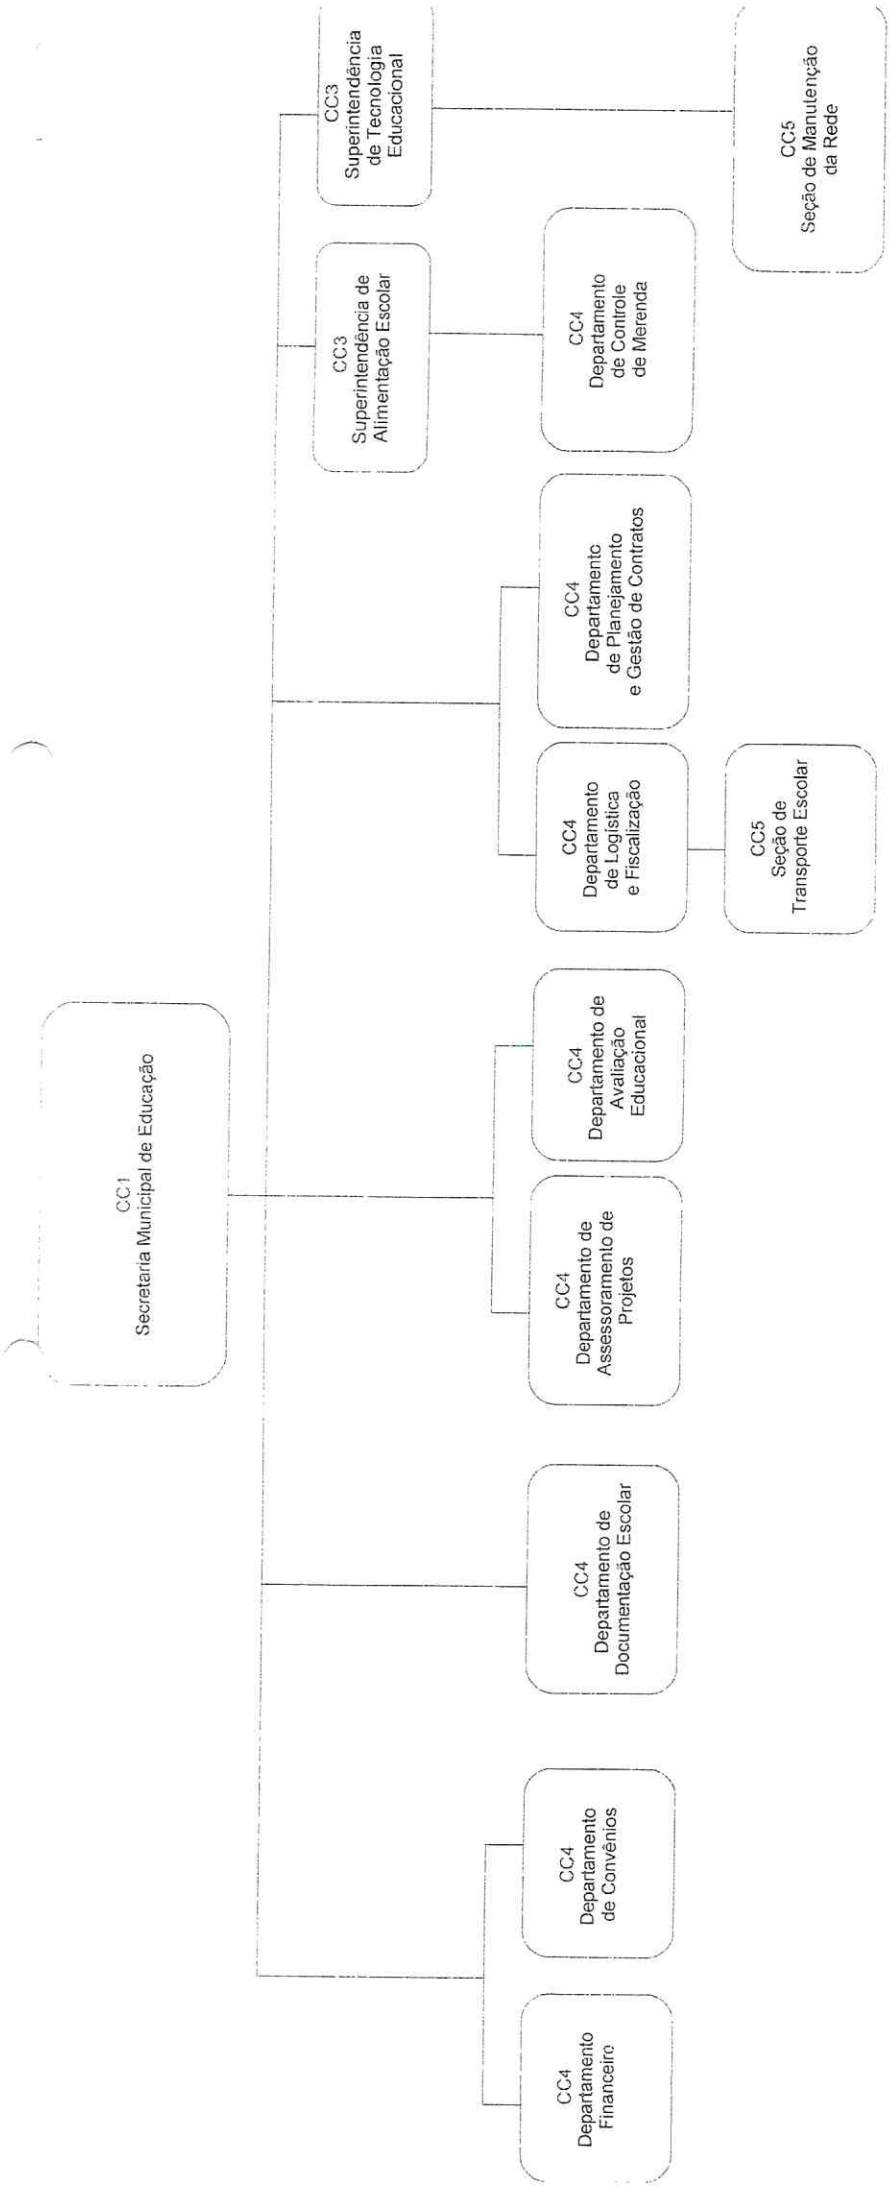 CC1
Secretaria Municipal de Educação
CC3
Superintendência de
Alimentação Escolar
CC3
Superintendência
de Tecnologia
Educacional
CC4
Departamento
Financeiro
CC4
Departamento
de Convênios
CC4
Departamento de
Documentação Escolar
CC4
Departamento de
Assessoramento de
Projetos
CC4
Departamento de
Avaliação
Educacional
CC4
Departamento
de Logística
e Fiscalização
CC4
Departamento
de Planejamento
e Gestão de Contratos
CC4
Departamento
de Controle
de Merenda
CC5
Seção de
Transporte Escolar
CC5
Seção de Manutenção
da Rede